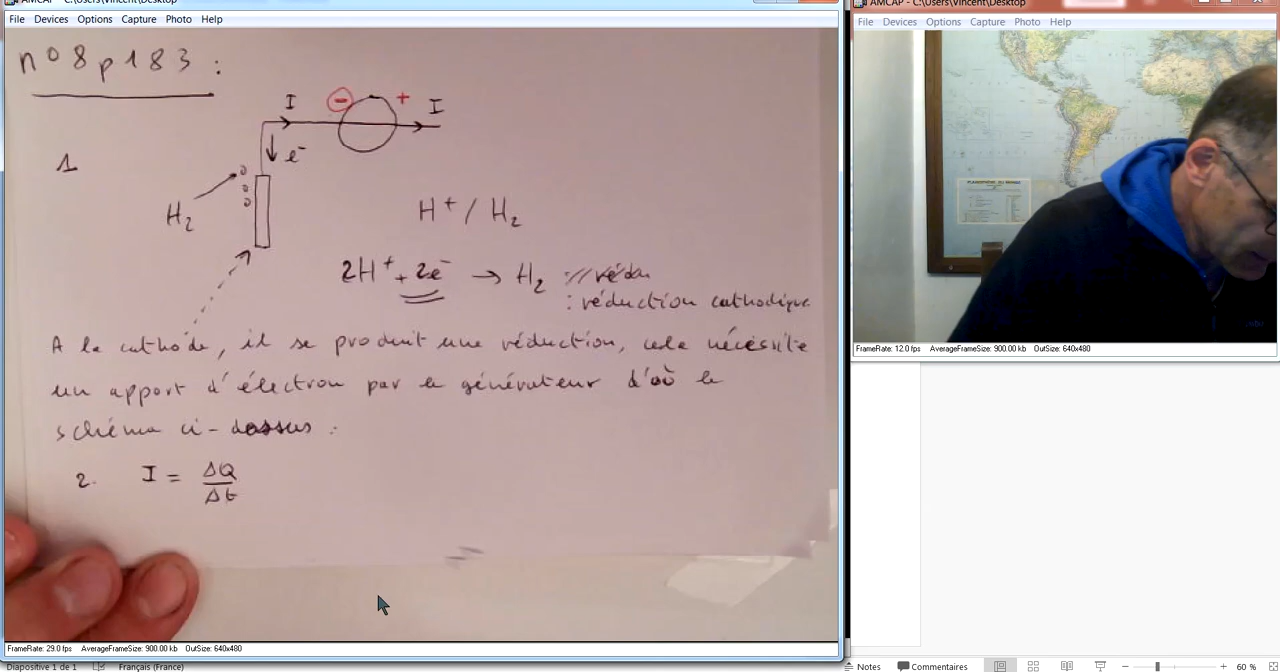 AMCAP - C:\Users\Vincent\Desktop
File Devices Options Capture Photo Help
n°8 p183 :
I
- + I
1
e-
H2
H+ / H2
2H+ + 2e- → H2
: réduction cathodique
A la cathode, il se produit une réduction, cela nécessite
un apport d'électron par le générateur d'où le
schéma ci-dessus :
2. I = ΔQ/Δt
FrameRate: 29.0 fps AverageFrameSize: 900.00 kb OutSize: 640x480
AMCAP - C:\Users\Vincent\Desktop
File Devices Options Capture Photo Help
PLANISPHERE DU MONDE
FrameRate: 12.0 fps AverageFrameSize: 900.00 kb OutSize: 640x480
Diapositive 1 de 1 Français (France)
Notes Commentaires 60 %